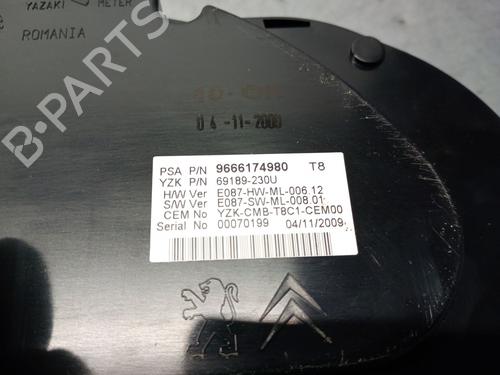 YAZAKI METER
ROMANIA
04-11-2009
PSA P/N 9666174980 T8
YZK P/N 69189-230U
H/W Ver E087-HW-ML-006.12
S/W Ver E087-SW-ML-008.01
CEM No YZK-CMB-T8C1-CEM00
Serial No 00070199 04/11/2009
B-PARTS